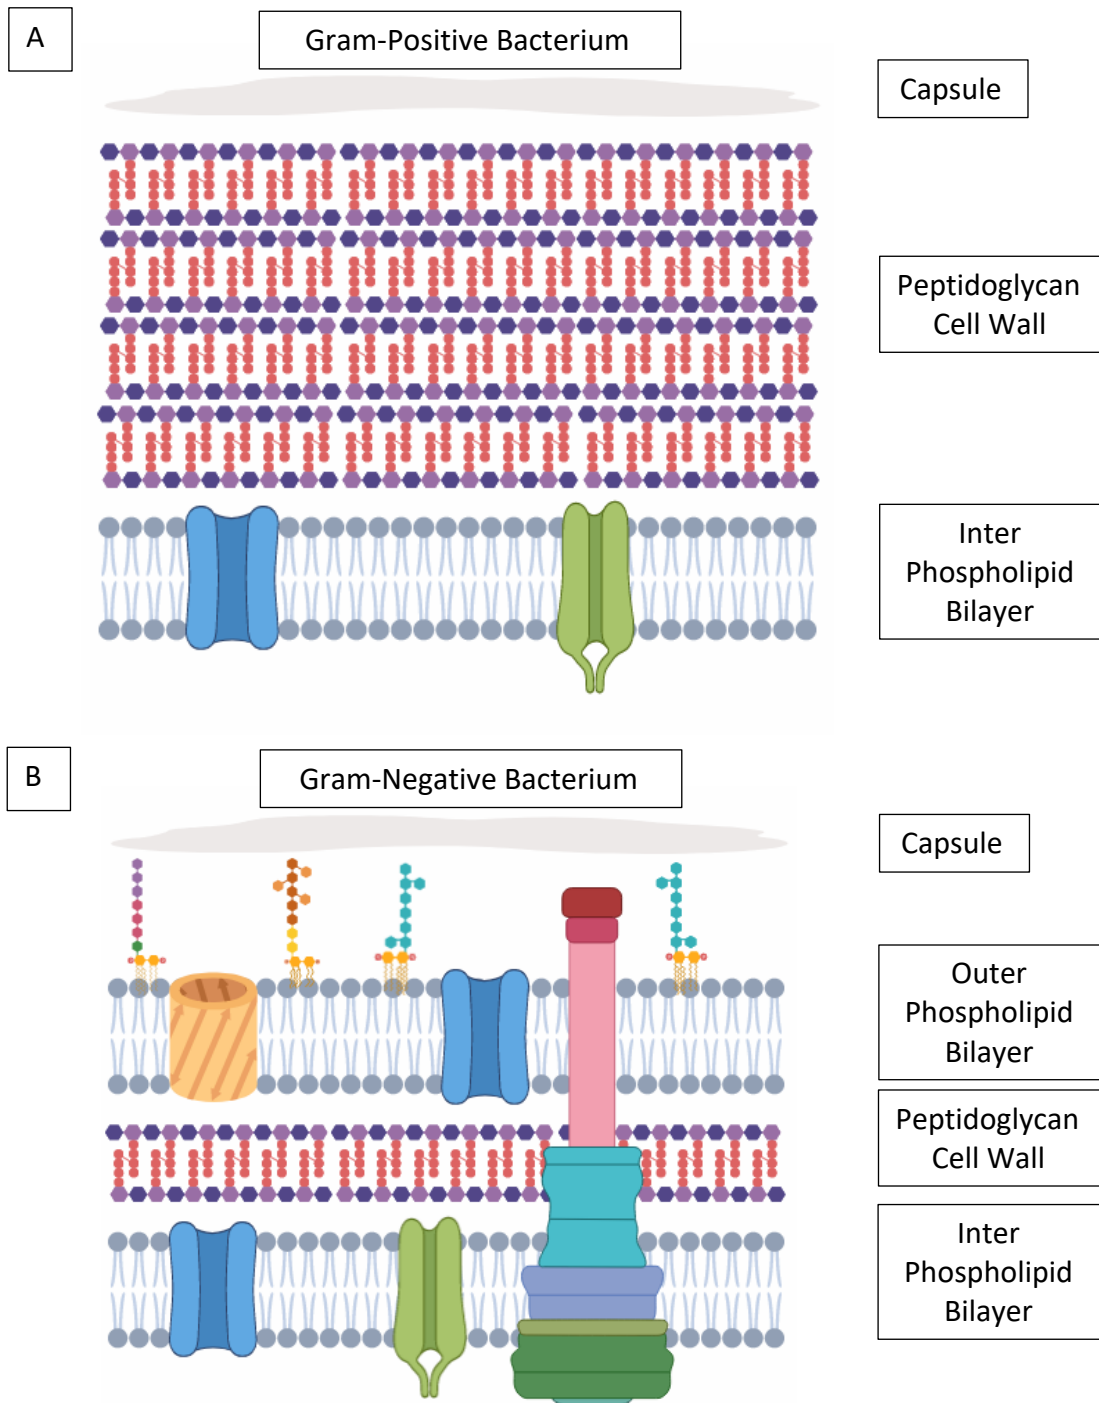 A
Gram-Positive Bacterium
Capsule
Peptidoglycan
Cell Wall
Inter
Phospholipid
Bilayer
B
Gram-Negative Bacterium
Capsule
Outer
Phospholipid
Bilayer
Peptidoglycan
Cell Wall
Inter
Phospholipid
Bilayer